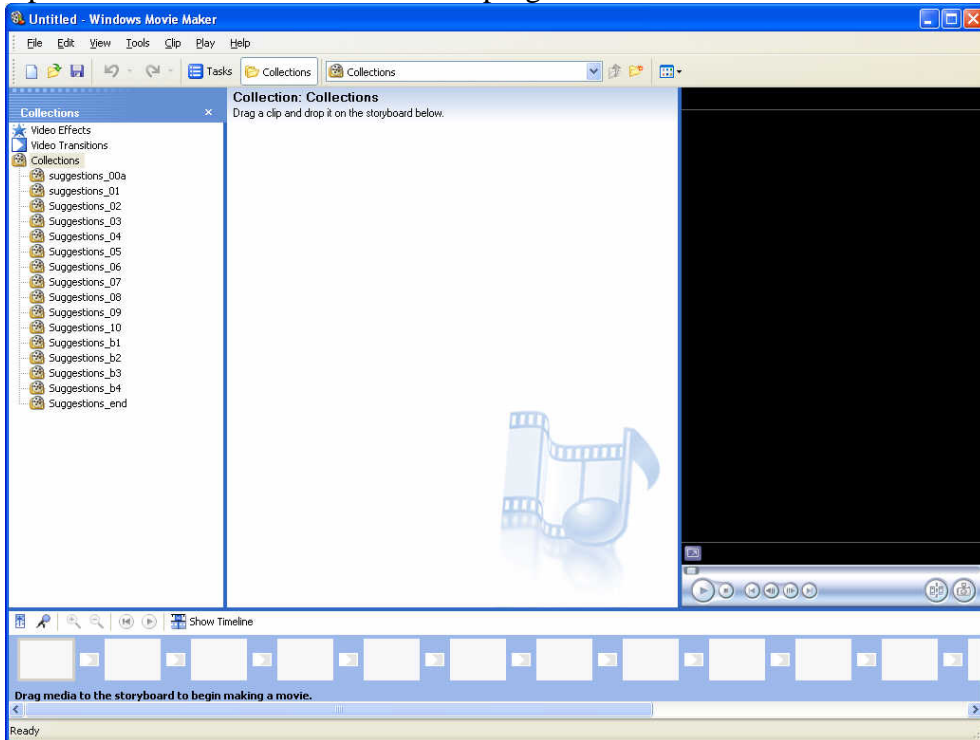 Untitled - Windows Movie Maker
File Edit View Tools Clip Play Help
Tasks Collections Collections
Collections ×
Video Effects
Video Transitions
Collections
suggestions_00a
suggestions_01
Suggestions_02
Suggestions_03
Suggestions_04
Suggestions_05
Suggestions_06
Suggestions_07
Suggestions_08
Suggestions_09
Suggestions_10
Suggestions_b1
Suggestions_b2
Suggestions_b3
Suggestions_b4
Suggestions_end
Collection: Collections
Drag a clip and drop it on the storyboard below.
Show Timeline
Drag media to the storyboard to begin making a movie.
Ready